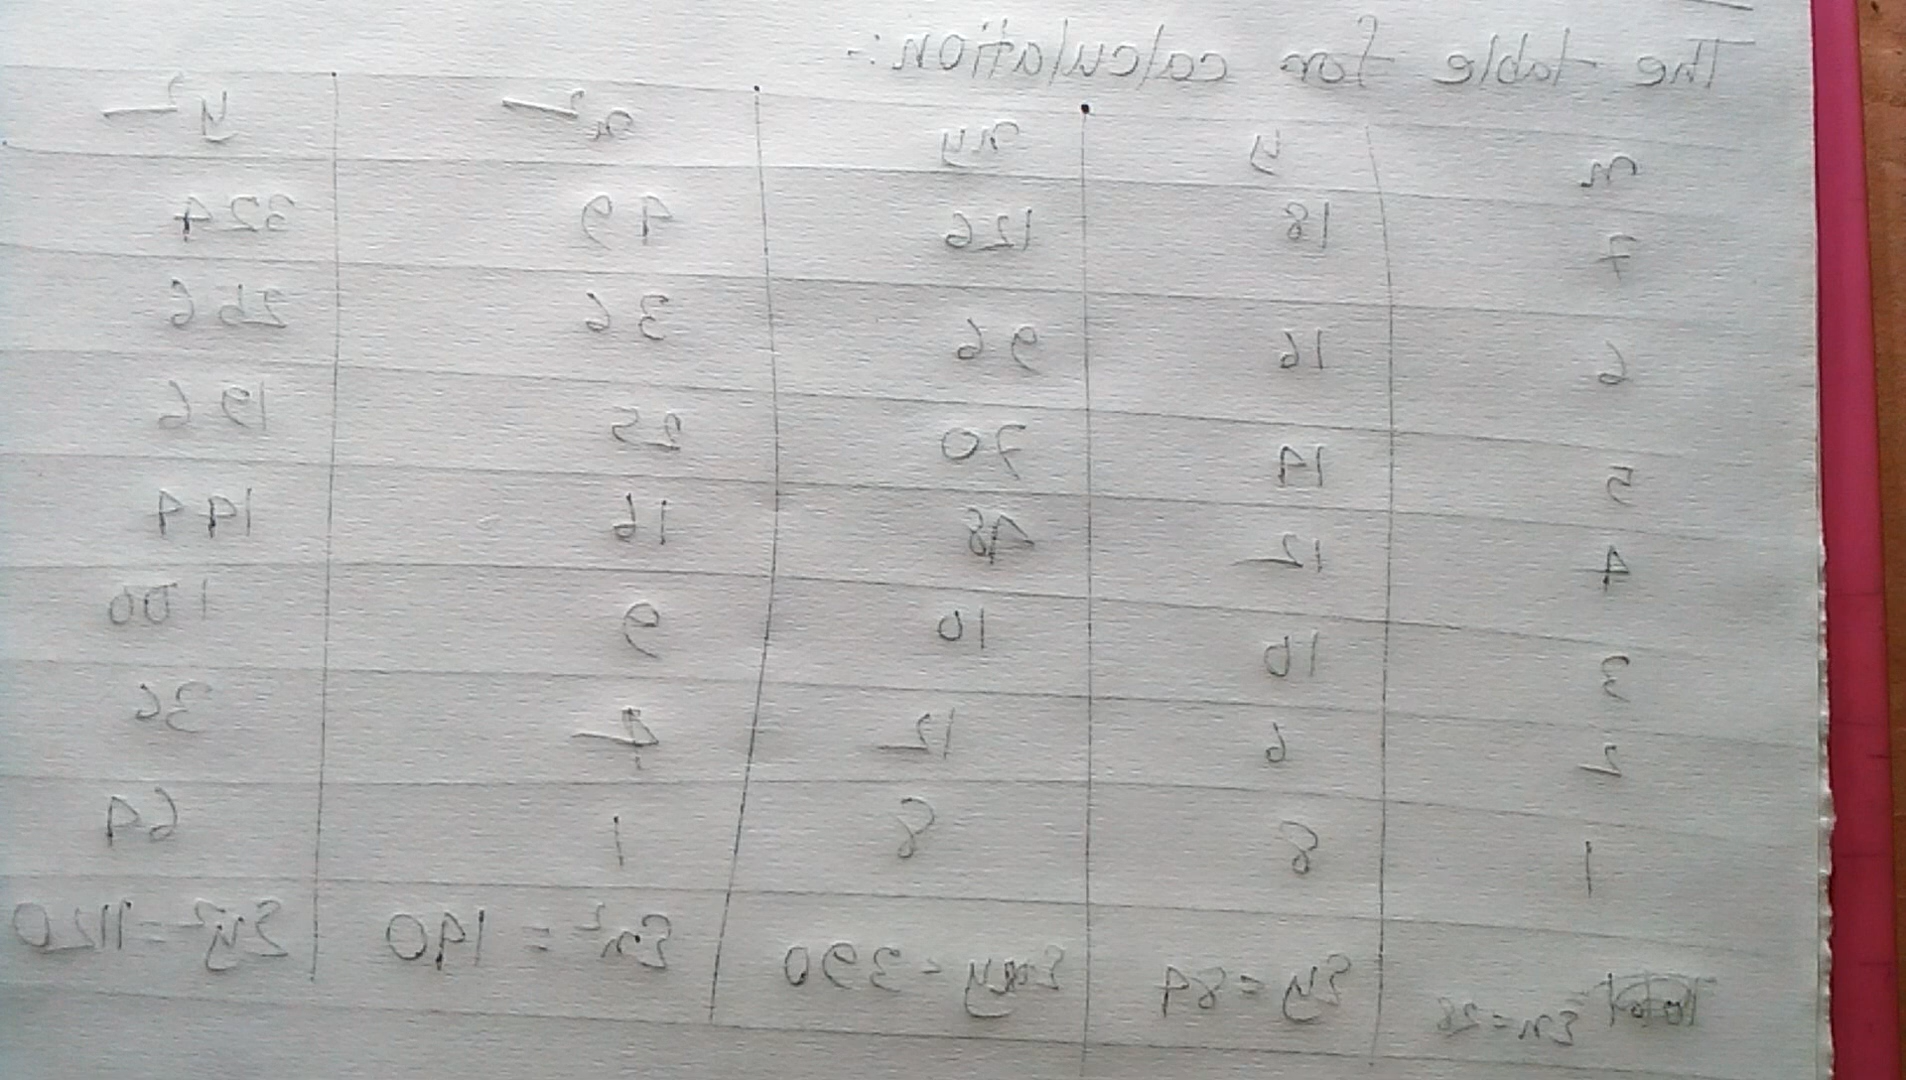 The table for calculation:-
x y xy x² y²
7 18 126 49 324
6 16 96 36 256
5 14 70 25 196
4 12 48 16 144
3 10 10 9 100
2 6 12 4 36
1 8 8 1 64
Total Σx=28 Σy=84 Σxy=390 Σx²=140 Σy²=1120